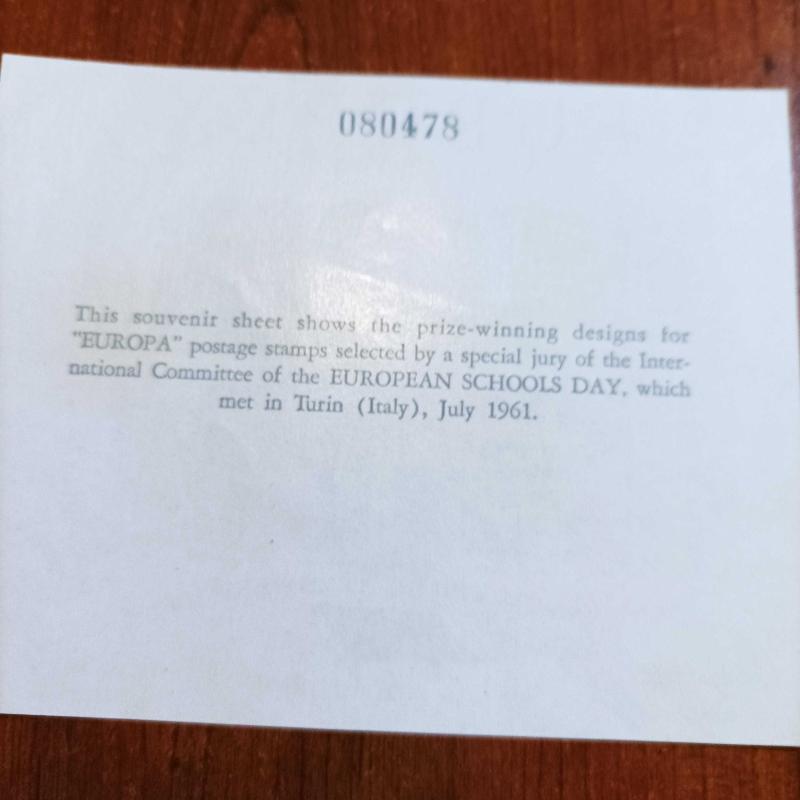 080478
This souvenir sheet shows the prize-winning designs for
"EUROPA" postage stamps selected by a special jury of the Inter-
national Committee of the EUROPEAN SCHOOLS DAY, which
met in Turin (Italy), July 1961.